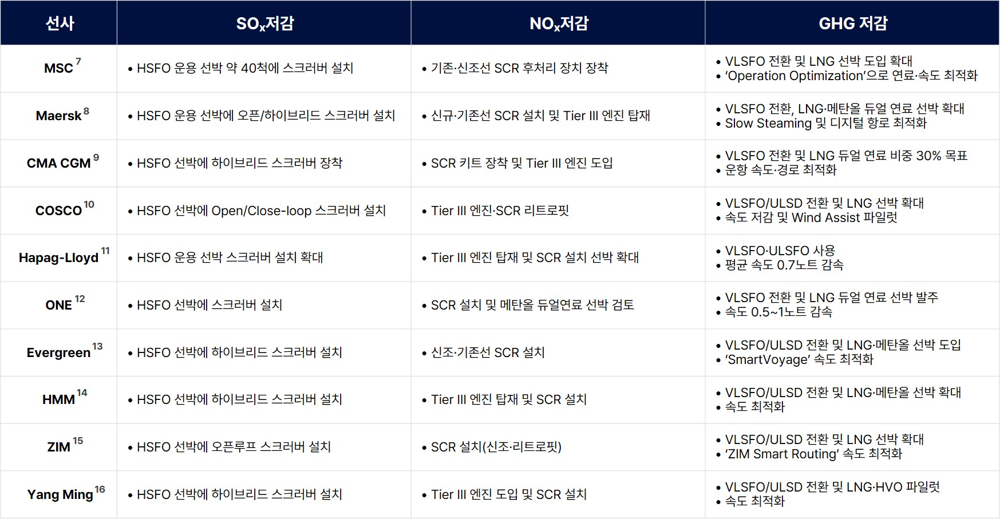 선사 SOx저감 NOx저감 GHG 저감
MSC 7
• HSFO 운용 선박 약 40척에 스크러버 설치
• 기존·신조선 SCR 후처리 장치 장착
• VLSFO 전환 및 LNG 선박 도입 확대
• ‘Operation Optimization’으로 연료·속도 최적화
Maersk 8
• HSFO 운용 선박에 오픈/하이브리드 스크러버 설치
• 신규·기존선 SCR 설치 및 Tier III 엔진 탑재
• VLSFO 전환, LNG·메탄올 듀얼 연료 선박 확대
• Slow Steaming 및 디지털 항로 최적화
CMA CGM 9
• HSFO 선박에 하이브리드 스크러버 장착
• SCR 키트 장착 및 Tier III 엔진 도입
• VLSFO 전환 및 LNG 듀얼 연료 비중 30% 목표
• 운항 속도·경로 최적화
COSCO 10
• HSFO 선박에 Open/Close-loop 스크러버 설치
• Tier III 엔진·SCR 리트로핏
• VLSFO/ULSD 전환 및 LNG 선박 확대
• 속도 저감 및 Wind Assist 파일럿
Hapag-Lloyd 11
• HSFO 운용 선박 스크러버 설치 확대
• Tier III 엔진 탑재 및 SCR 설치 선박 확대
• VLSFO·ULSFO 사용
• 평균 속도 0.7노트 감속
ONE 12
• HSFO 선박에 스크러버 설치
• SCR 설치 및 메탄올 듀얼연료 선박 검토
• VLSFO 전환 및 LNG 듀얼 연료 선박 발주
• 속도 0.5~1노트 감속
Evergreen 13
• HSFO 선박에 하이브리드 스크러버 설치
• 신조·기존선 SCR 설치
• VLSFO/ULSD 전환 및 LNG·메탄올 선박 도입
• ‘SmartVoyage’ 속도 최적화
HMM 14
• HSFO 선박에 하이브리드 스크러버 설치
• Tier III 엔진 탑재 및 SCR 설치
• VLSFO/ULSD 전환 및 LNG·메탄올 선박 확대
• 속도 최적화
ZIM 15
• HSFO 선박에 오픈루프 스크러버 설치
• SCR 설치(신조·리트로핏)
• VLSFO/ULSD 전환 및 LNG 선박 확대
• ‘ZIM Smart Routing’ 속도 최적화
Yang Ming 16
• HSFO 선박에 하이브리드 스크러버 설치
• Tier III 엔진 도입 및 SCR 설치
• VLSFO/ULSD 전환 및 LNG·HVO 파일럿
• 속도 최적화